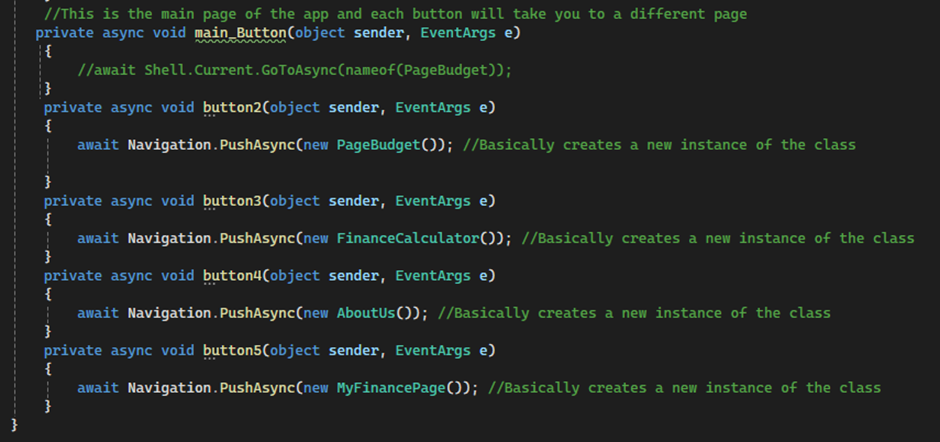 //This is the main page of the app and each button will take you to a different page
private async void main_Button(object sender, EventArgs e)
{
//await Shell.Current.GoToAsync(nameof(PageBudget));
}
private async void button2(object sender, EventArgs e)
{
await Navigation.PushAsync(new PageBudget()); //Basically creates a new instance of the class
}
private async void button3(object sender, EventArgs e)
{
await Navigation.PushAsync(new FinanceCalculator()); //Basically creates a new instance of the class
}
private async void button4(object sender, EventArgs e)
{
await Navigation.PushAsync(new AboutUs()); //Basically creates a new instance of the class
}
private async void button5(object sender, EventArgs e)
{
await Navigation.PushAsync(new MyFinancePage()); //Basically creates a new instance of the class
}
}